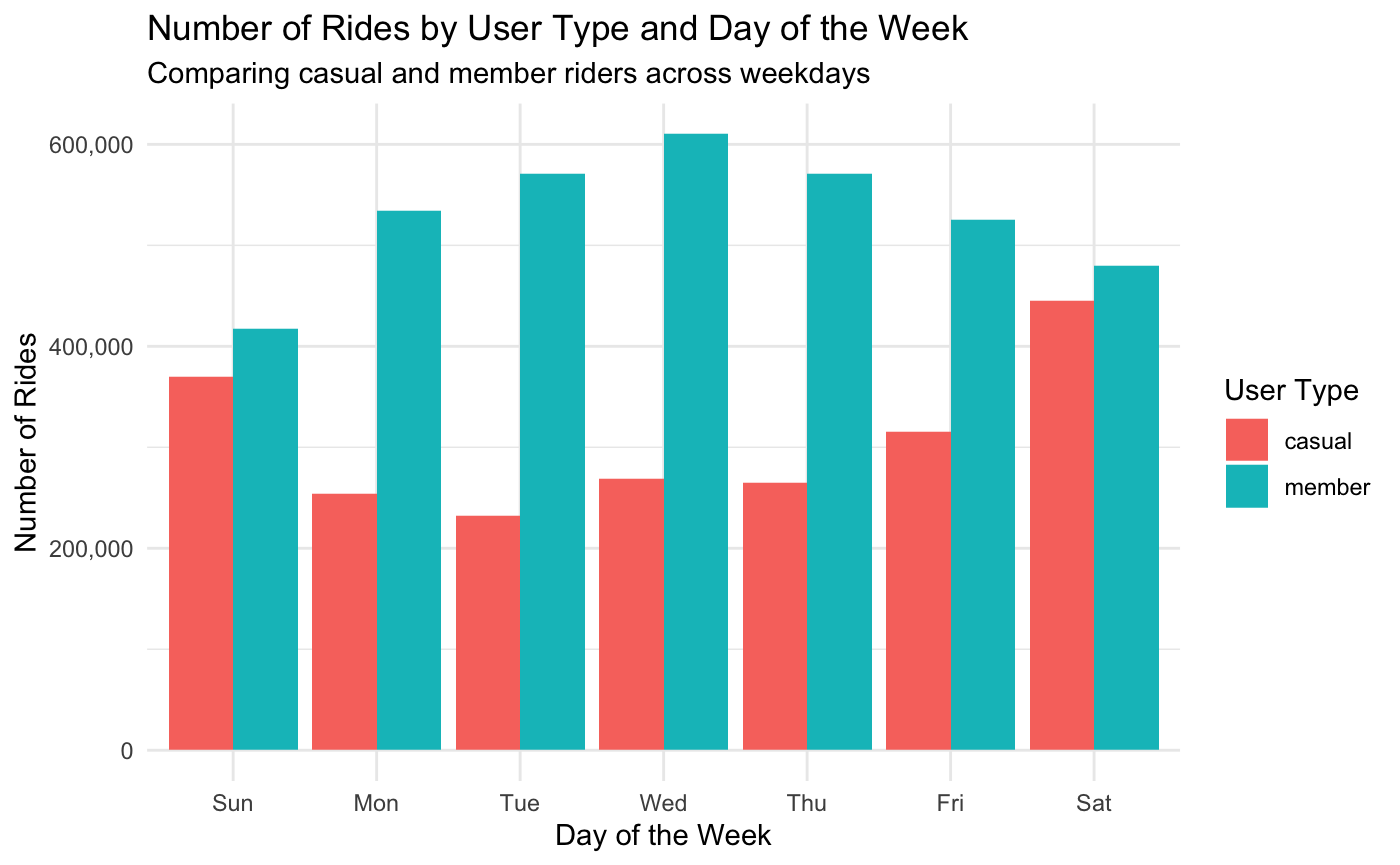 Number of Rides by User Type and Day of the Week
Comparing casual and member riders across weekdays
600,000
400,000
200,000
0
Number of Rides
Sun Mon Tue Wed Thu Fri Sat
Day of the Week
User Type
casual
member